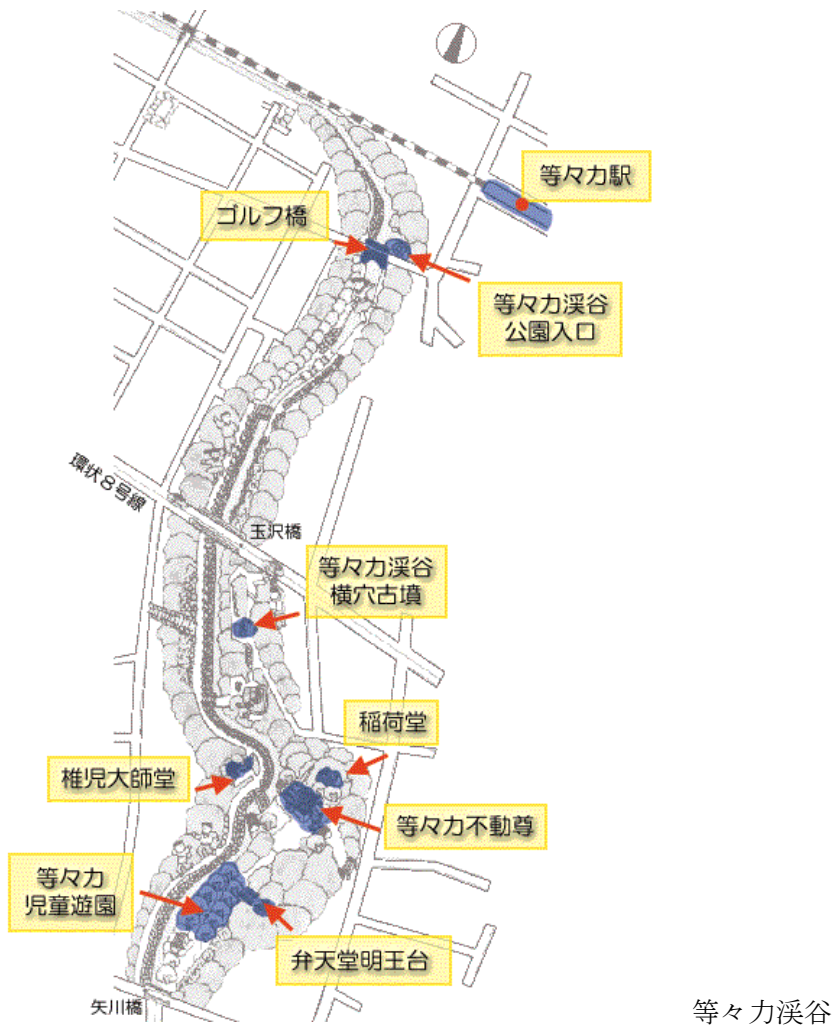 等々力駅
ゴルフ橋
等々力渓谷
公園入口
環状8号線
玉沢橋
等々力渓谷
横穴古墳
稲荷堂
椎児大師堂
等々力不動尊
等々力
児童遊園
弁天堂明王台
矢川橋
等々力渓谷